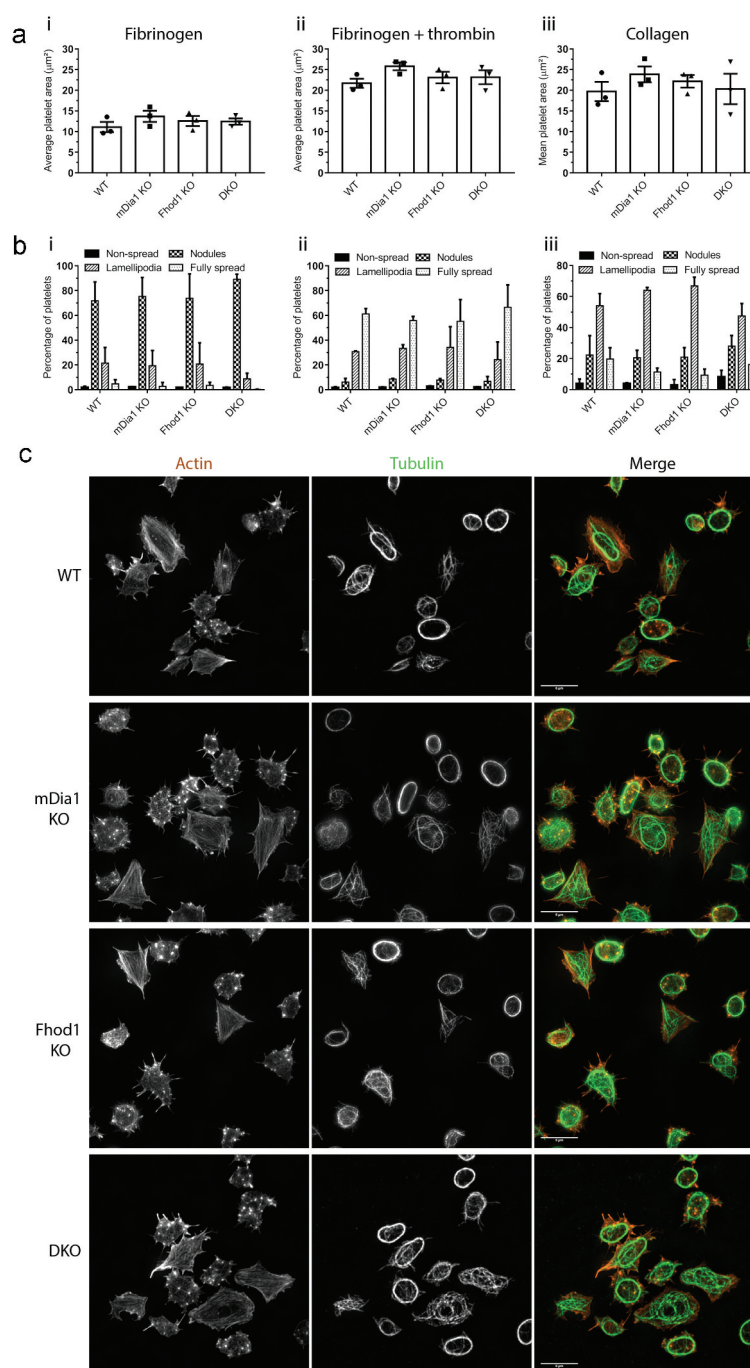 a
i
Fibrinogen
Average platelet area (µm²)
30
25
20
15
10
5
0
WT
mDia1 KO
Fhod1 KO
DKO
ii
Fibrinogen + thrombin
Average platelet area (µm²)
30
25
20
15
10
5
0
WT
mDia1 KO
Fhod1 KO
DKO
iii
Collagen
Mean platelet area (µm²)
30
25
20
15
10
5
0
WT
mDia1 KO
Fhod1 KO
DKO
b
i
Non-spread Nodules
Lamellipodia Fully spread
Percentage of platelets
100
80
60
40
20
0
WT
mDia1 KO
Fhod1 KO
DKO
ii
Non-spread Nodules
Lamellipodia Fully spread
Percentage of platelets
100
80
60
40
20
0
WT
mDia1 KO
Fhod1 KO
DKO
iii
Non-spread Nodules
Lamellipodia Fully spread
Percentage of platelets
80
60
40
20
0
WT
mDia1 KO
Fhod1 KO
DKO
c
Actin Tubulin Merge
WT
mDia1
KO
Fhod1
KO
DKO